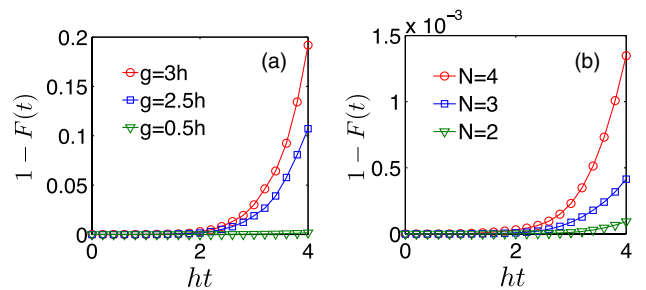 0.2
0.15
0.1
0.05
0
0
2
4
1 − F(t)
ht
(a)
g=3h
g=2.5h
g=0.5h
x 10⁻³
1.5
1
0.5
0
0
2
4
1 − F(t)
ht
(b)
N=4
N=3
N=2